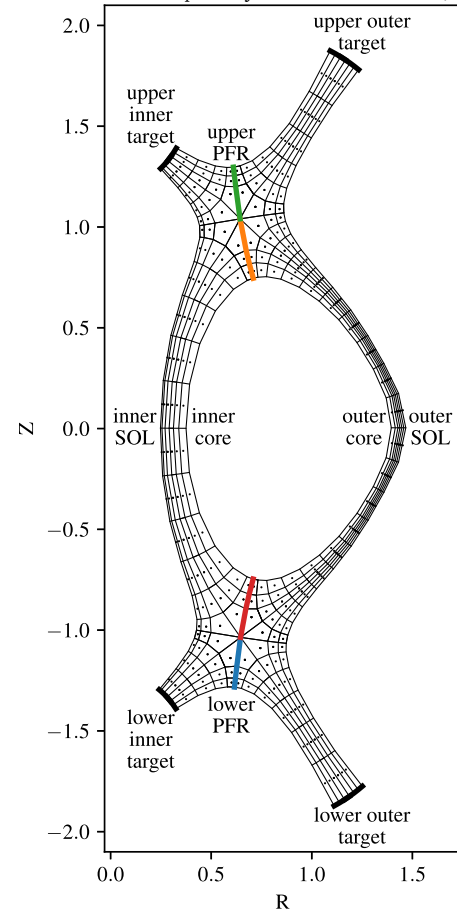 upper outer
target
2.0
upper
inner
target
1.5
upper
PFR
1.0
0.5
Z
0.0
inner
SOL
inner
core
outer
core
outer
SOL
−0.5
−1.0
lower
inner
target
lower
PFR
−1.5
lower outer
target
−2.0
0.0 0.5 1.0 1.5
R